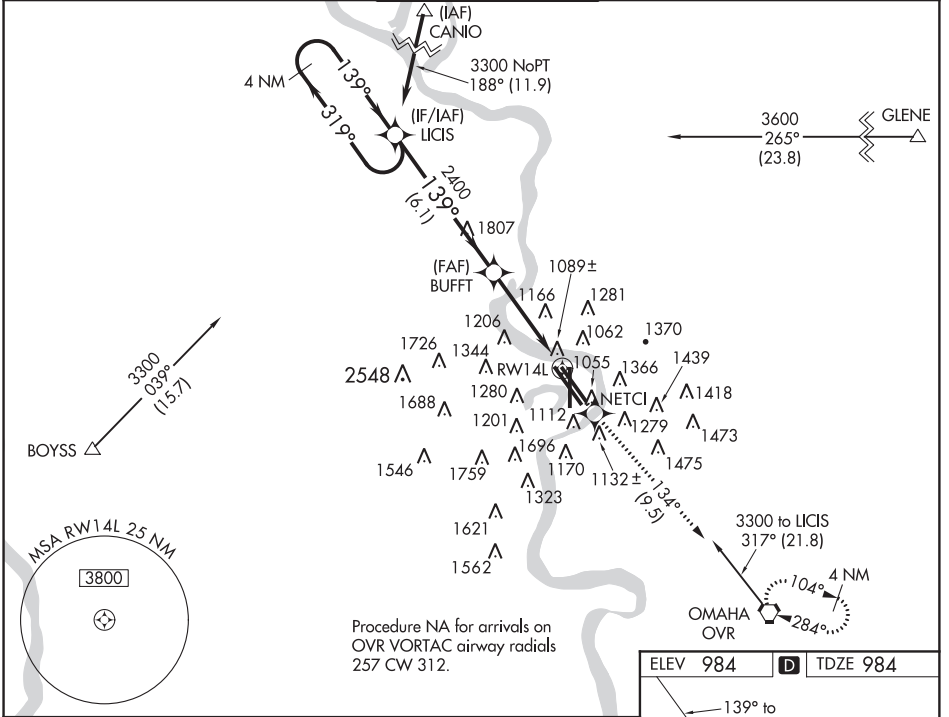 (IAF)
CANIO
3300 NoPT
188° (11.9)
4 NM
139°
319°
(IF/IAF)
LICIS
GLENE
3600
265°
(23.8)
2400
139°
(6.1)
1807
(FAF)
BUFFT
1089±
1166
1281
1206
1062
1370
1726
1344
RW14L
1055
1366
1439
2548
1280
NETCI
1418
1688
1201
1112
1279
1473
3300
039°
(15.7)
BOYSS
1546
1759
1696
1170
1132±
1475
1323
134°
(9.5)
1621
1562
3300 to LICIS
317° (21.8)
MSA RW14L 25 NM
3800
4 NM
104°
284°
OMAHA
OVR
Procedure NA for arrivals on
OVR VORTAC airway radials
257 CW 312.
ELEV 984 D TDZE 984
139° to